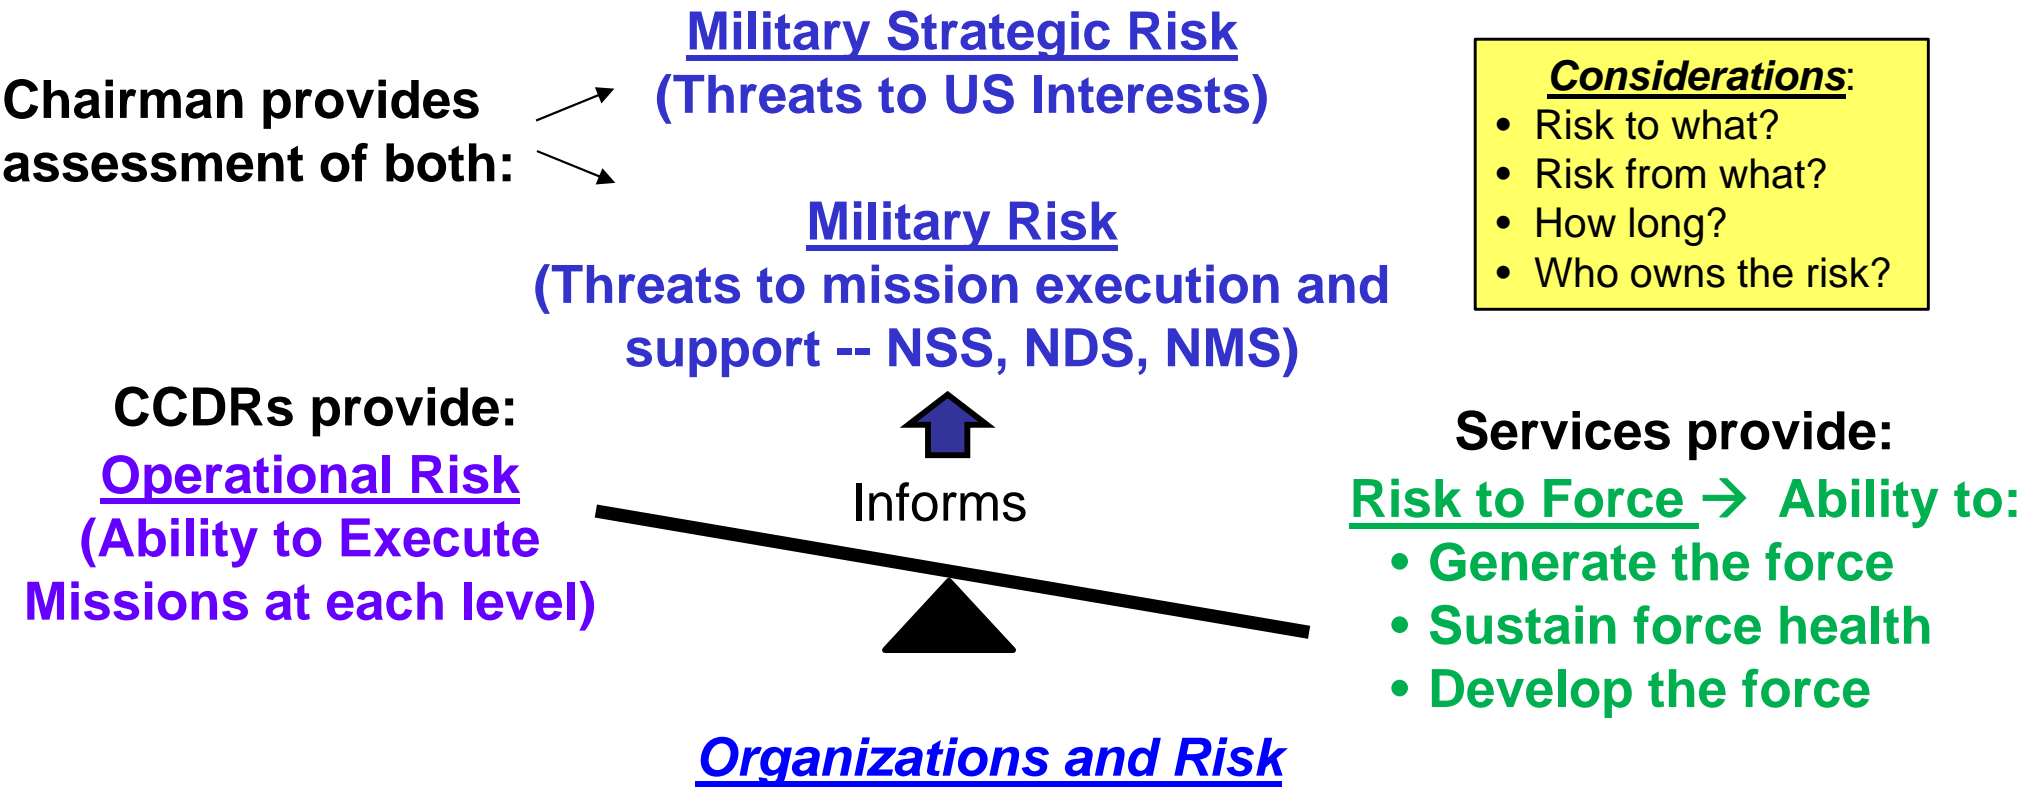 Military Strategic Risk
(Threats to US Interests)
Chairman provides
assessment of both:
Considerations:
• Risk to what?
• Risk from what?
• How long?
• Who owns the risk?
Military Risk
(Threats to mission execution and
support -- NSS, NDS, NMS)
CCDRs provide:
Operational Risk
(Ability to Execute
Missions at each level)
Informs
Services provide:
Risk to Force → Ability to:
• Generate the force
• Sustain force health
• Develop the force
Organizations and Risk